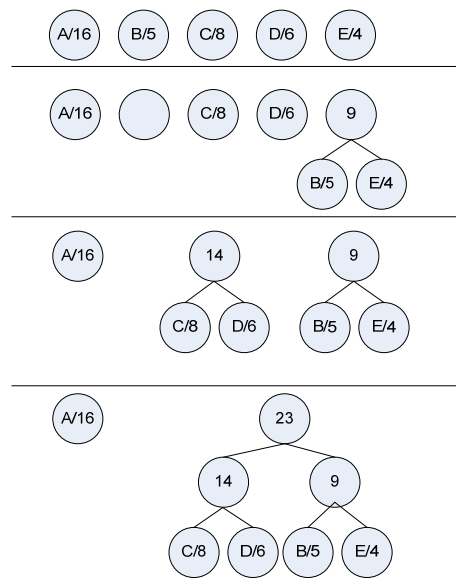 A/16 B/5 C/8 D/6 E/4
A/16 C/8 D/6 9
B/5 E/4
A/16 14 9
C/8 D/6 B/5 E/4
A/16 23
14 9
C/8 D/6 B/5 E/4